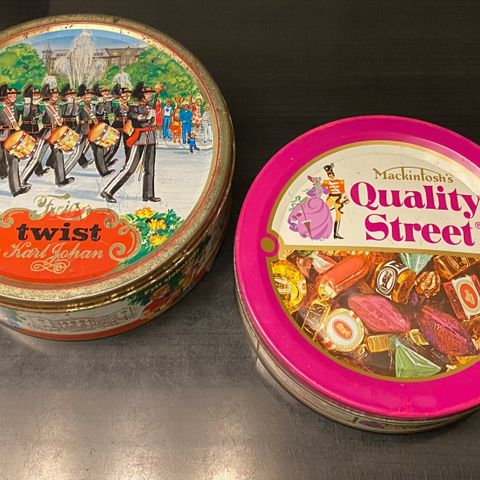 Freia
twist
Karl Johan
Mackintosh's
Quality
Street